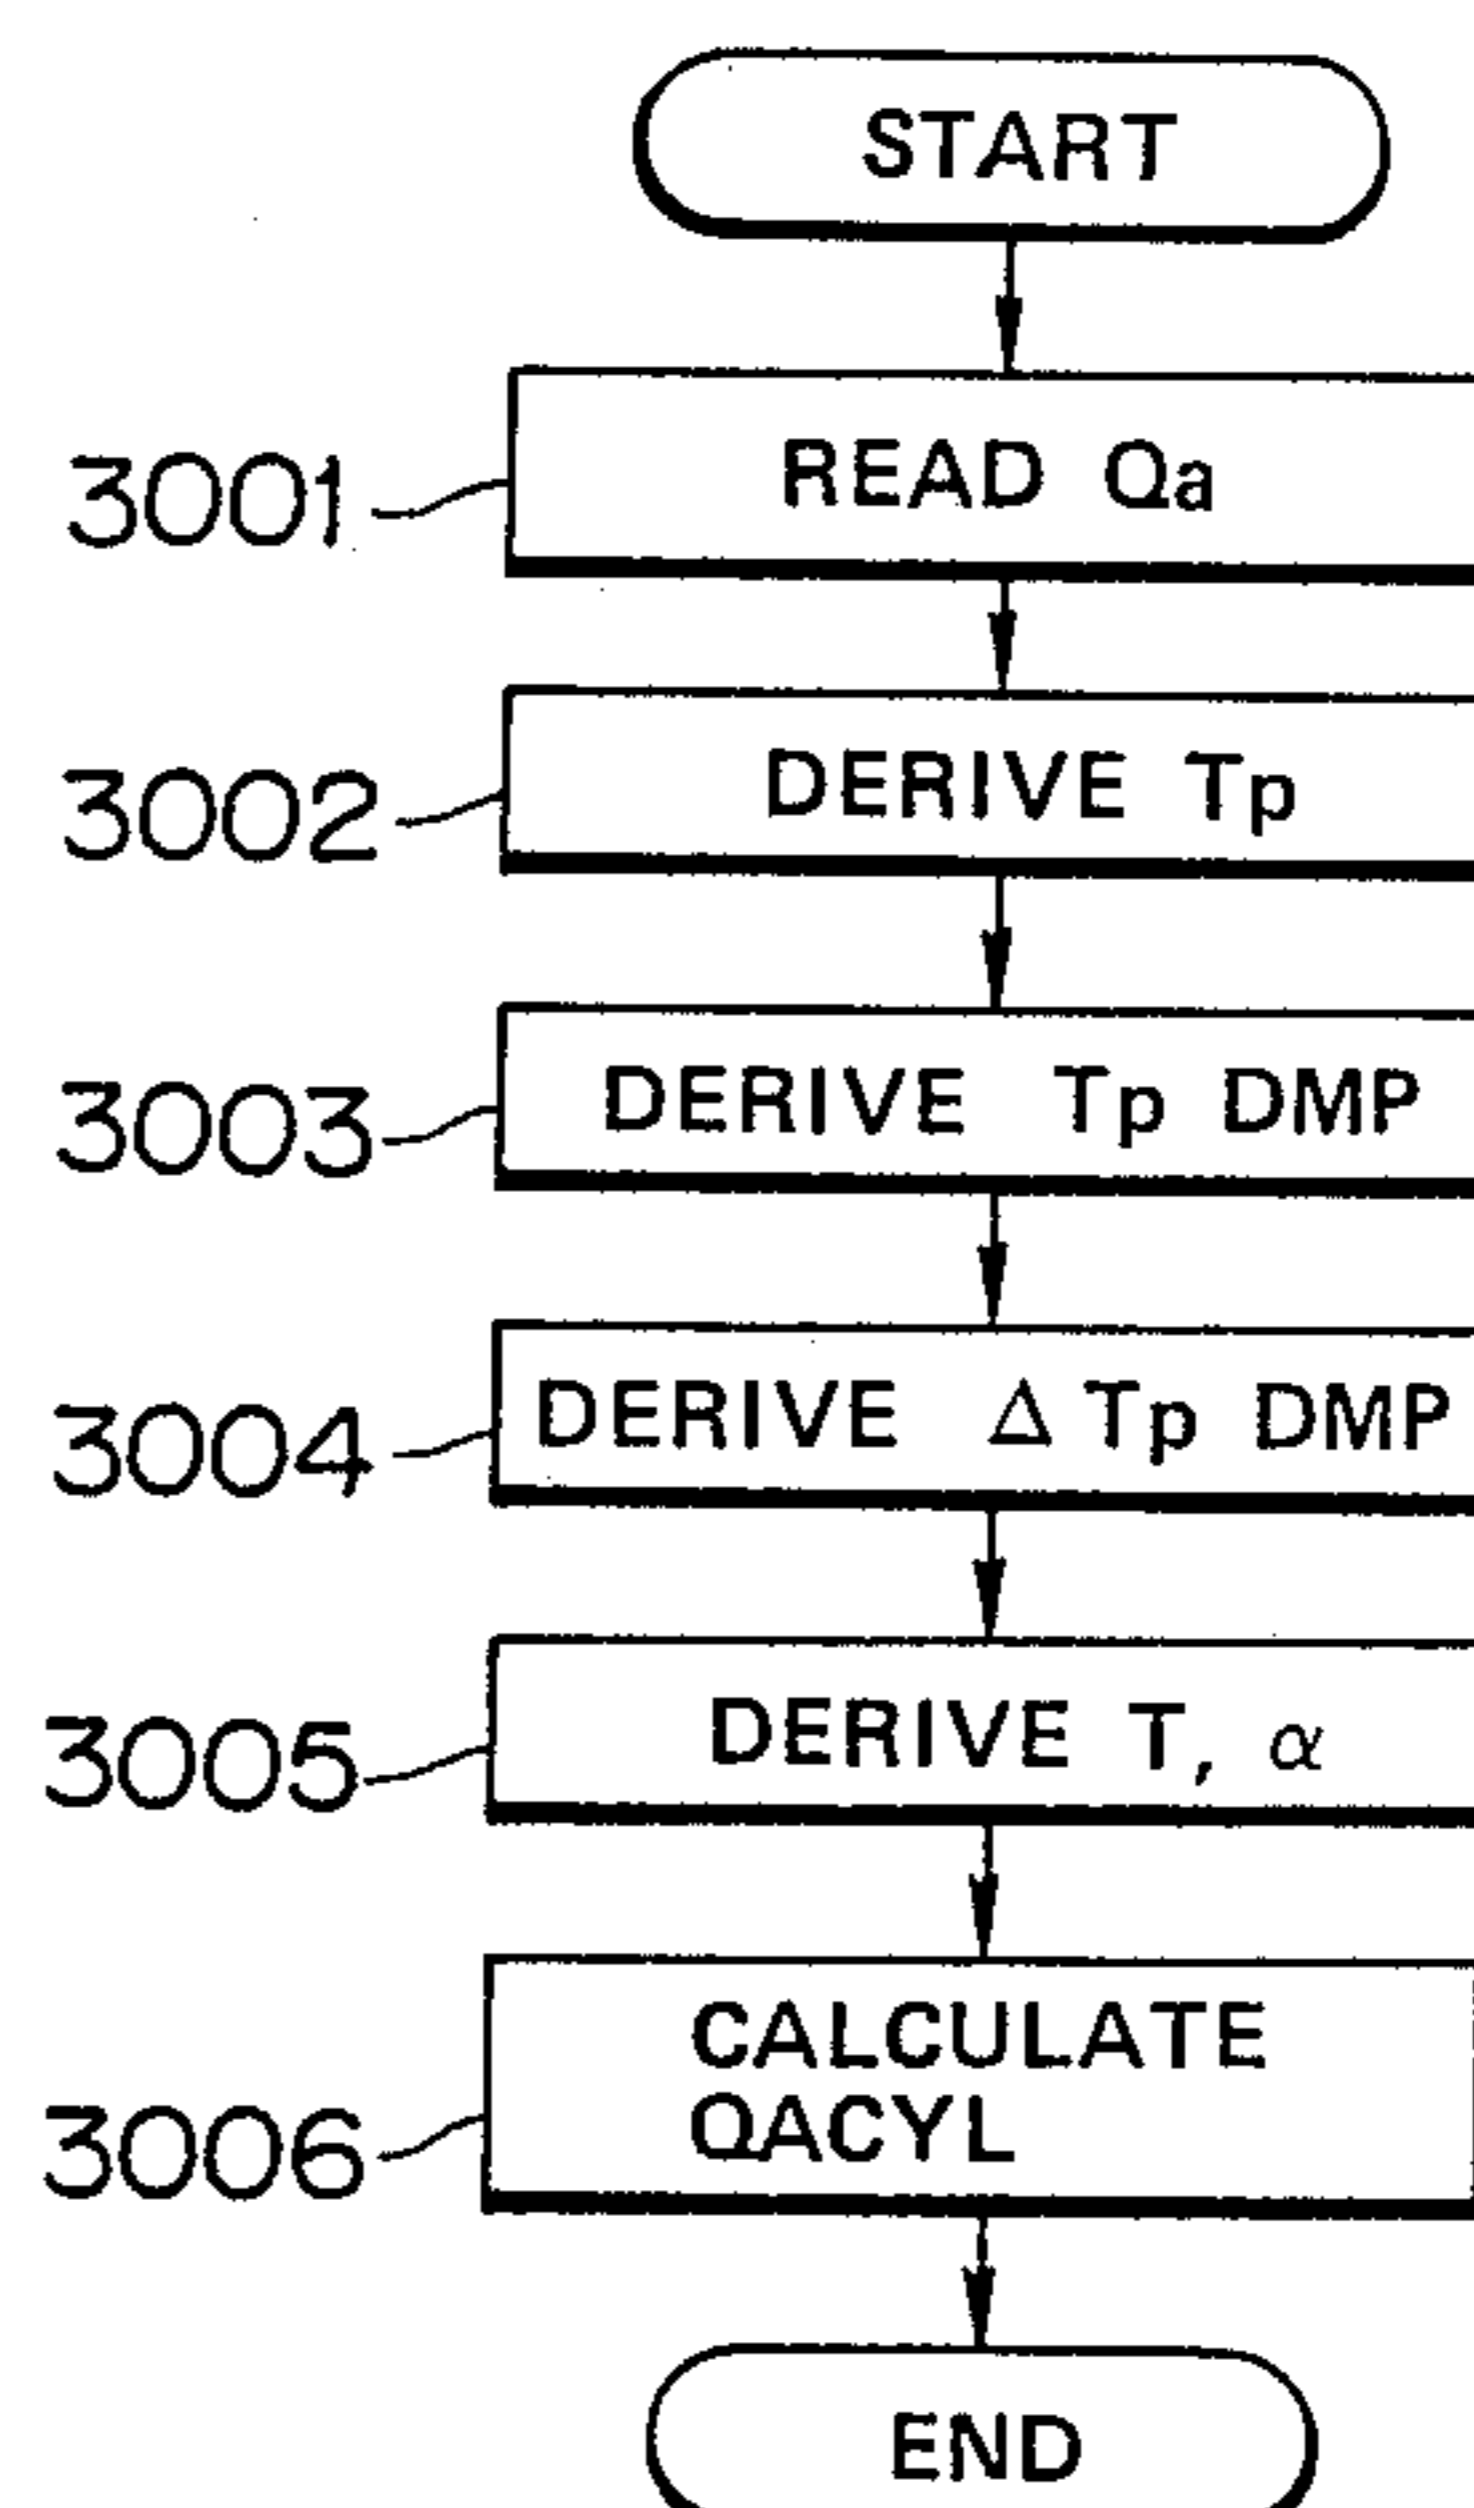 START
3001 READ Qa
3002 DERIVE Tp
3003 DERIVE Tp DMP
3004 DERIVE Δ Tp DMP
3005 DERIVE T, α
3006 CALCULATE
QACYL
END